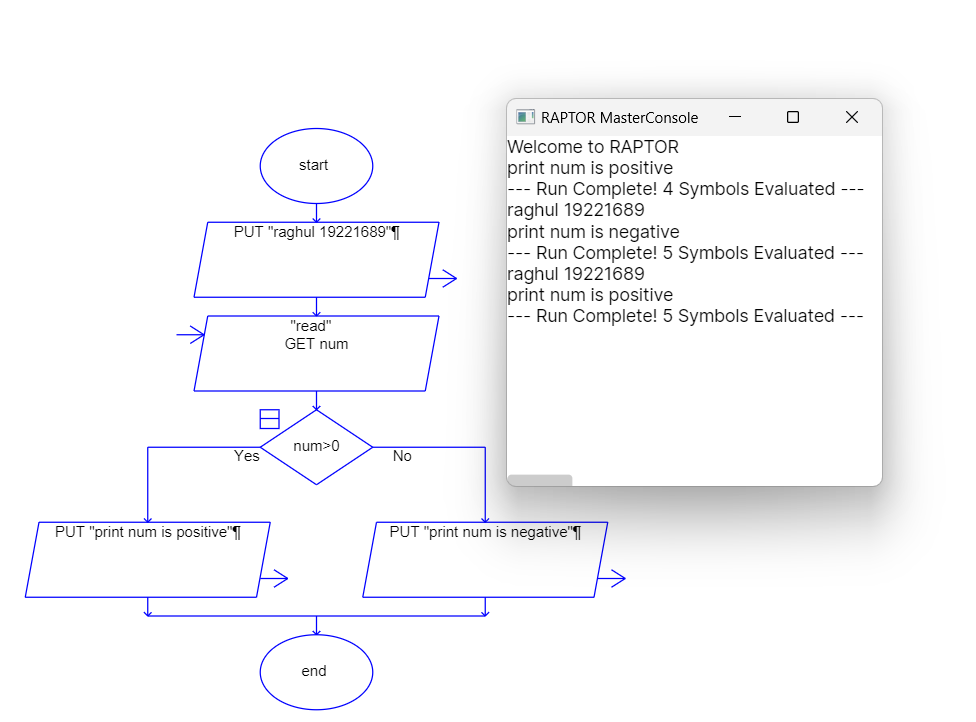 start
PUT "raghul 19221689"¶
"read"
GET num
num>0
Yes
No
PUT "print num is positive"¶
PUT "print num is negative"¶
end
RAPTOR MasterConsole
Welcome to RAPTOR
print num is positive
--- Run Complete! 4 Symbols Evaluated ---
raghul 19221689
print num is negative
--- Run Complete! 5 Symbols Evaluated ---
raghul 19221689
print num is positive
--- Run Complete! 5 Symbols Evaluated ---